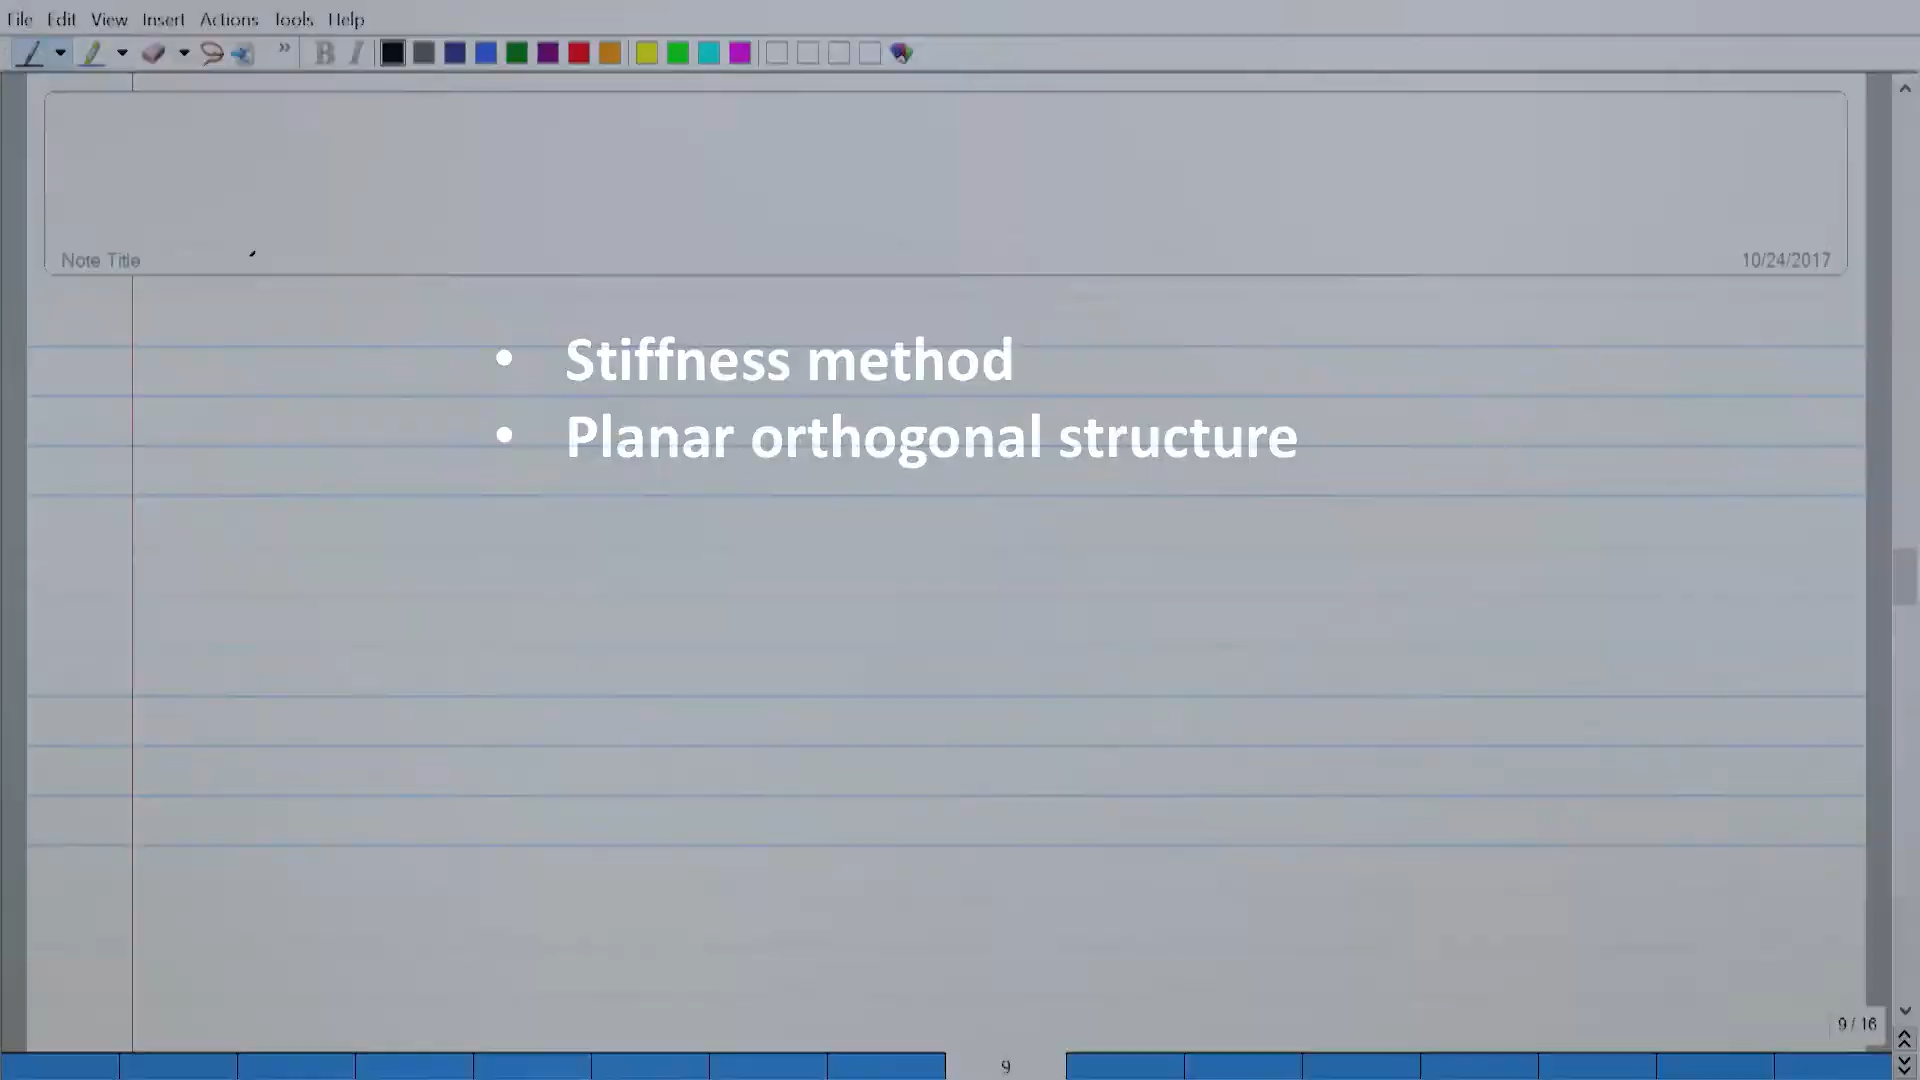 File Edit View Insert Actions Tools Help
» B I
Note Title 10/24/2017
• Stiffness method
• Planar orthogonal structure
9 / 16
9